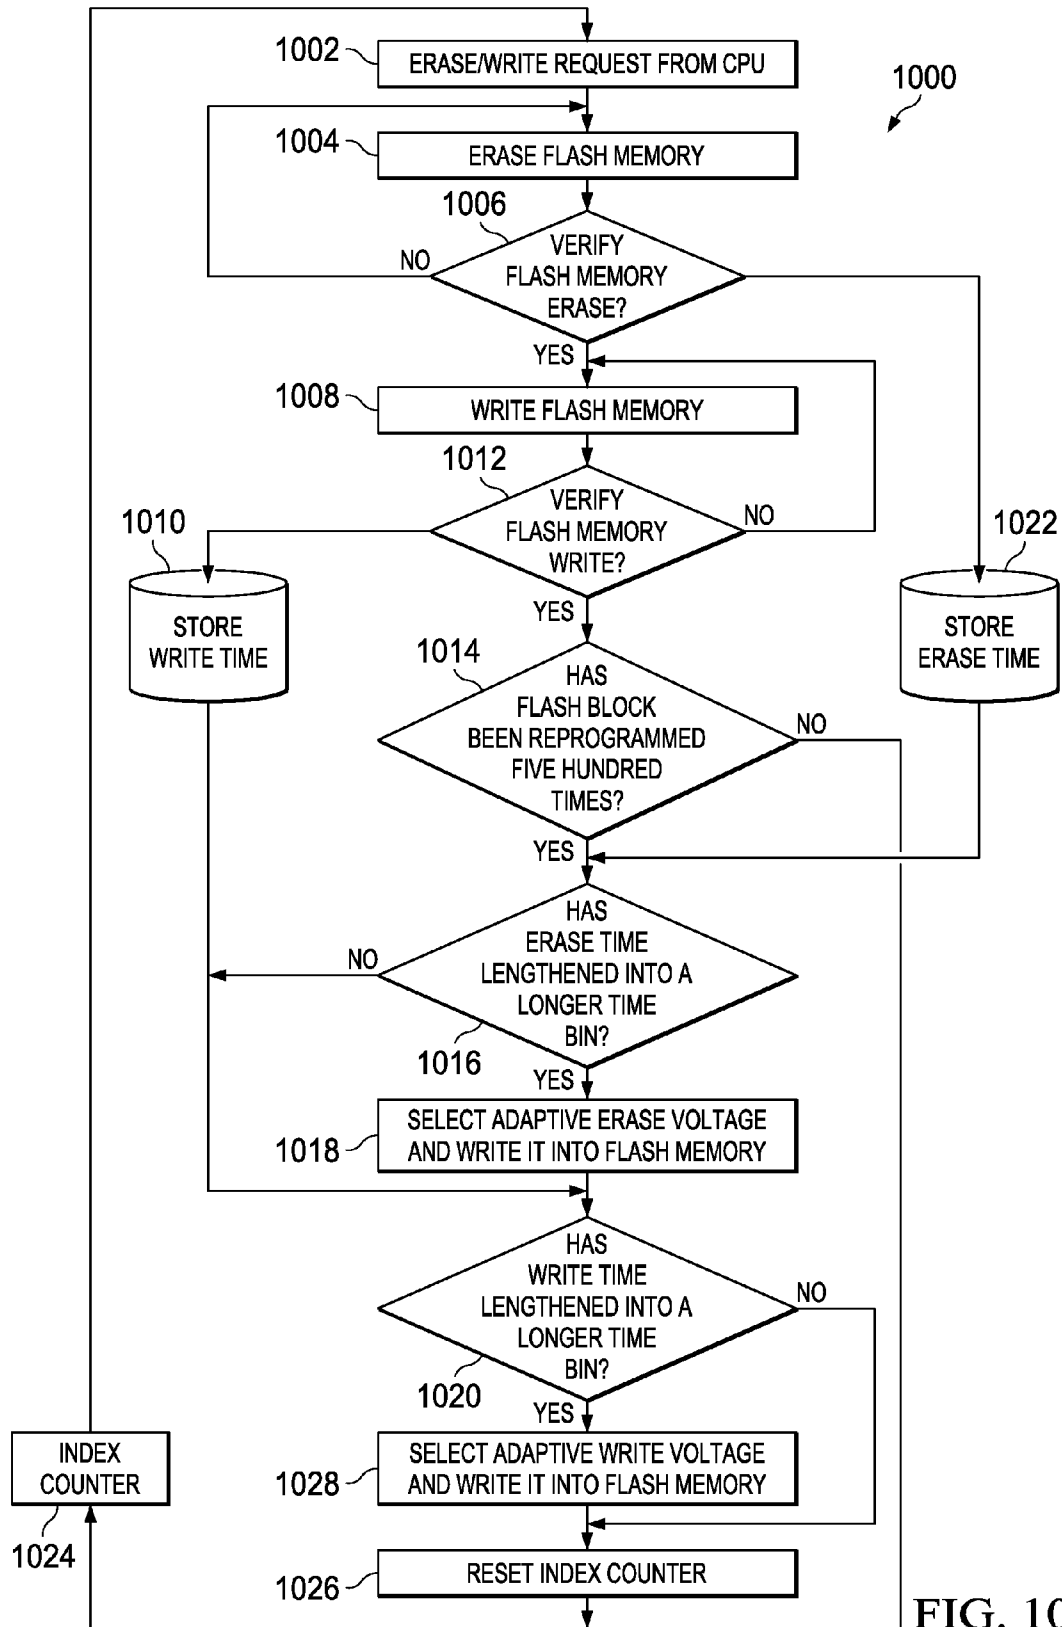 1002
ERASE/WRITE REQUEST FROM CPU
1000
1004
ERASE FLASH MEMORY
1006
NO
VERIFY
FLASH MEMORY
ERASE?
YES
1008
WRITE FLASH MEMORY
1012
VERIFY
FLASH MEMORY
WRITE?
NO
1010
STORE
WRITE TIME
1022
STORE
ERASE TIME
YES
1014
HAS
FLASH BLOCK
BEEN REPROGRAMMED
FIVE HUNDRED
TIMES?
NO
YES
HAS
ERASE TIME
LENGTHENED INTO A
LONGER TIME
BIN?
NO
1016
YES
SELECT ADAPTIVE ERASE VOLTAGE
AND WRITE IT INTO FLASH MEMORY
1018
HAS
WRITE TIME
LENGTHENED INTO A
LONGER TIME
BIN?
NO
1020
YES
INDEX
COUNTER
1024
SELECT ADAPTIVE WRITE VOLTAGE
AND WRITE IT INTO FLASH MEMORY
1028
RESET INDEX COUNTER
1026
FIG. 10